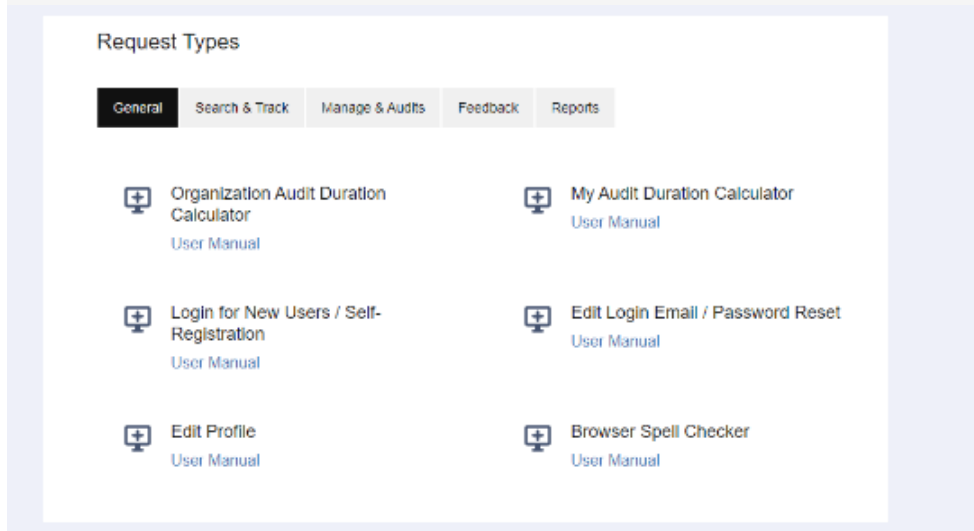 Request Types
General Search & Track Manage & Audits Feedback Reports
Organization Audit Duration
Calculator
User Manual
My Audit Duration Calculator
User Manual
Login for New Users / Self-
Registration
User Manual
Edit Login Email / Password Reset
User Manual
Edit Profile
User Manual
Browser Spell Checker
User Manual